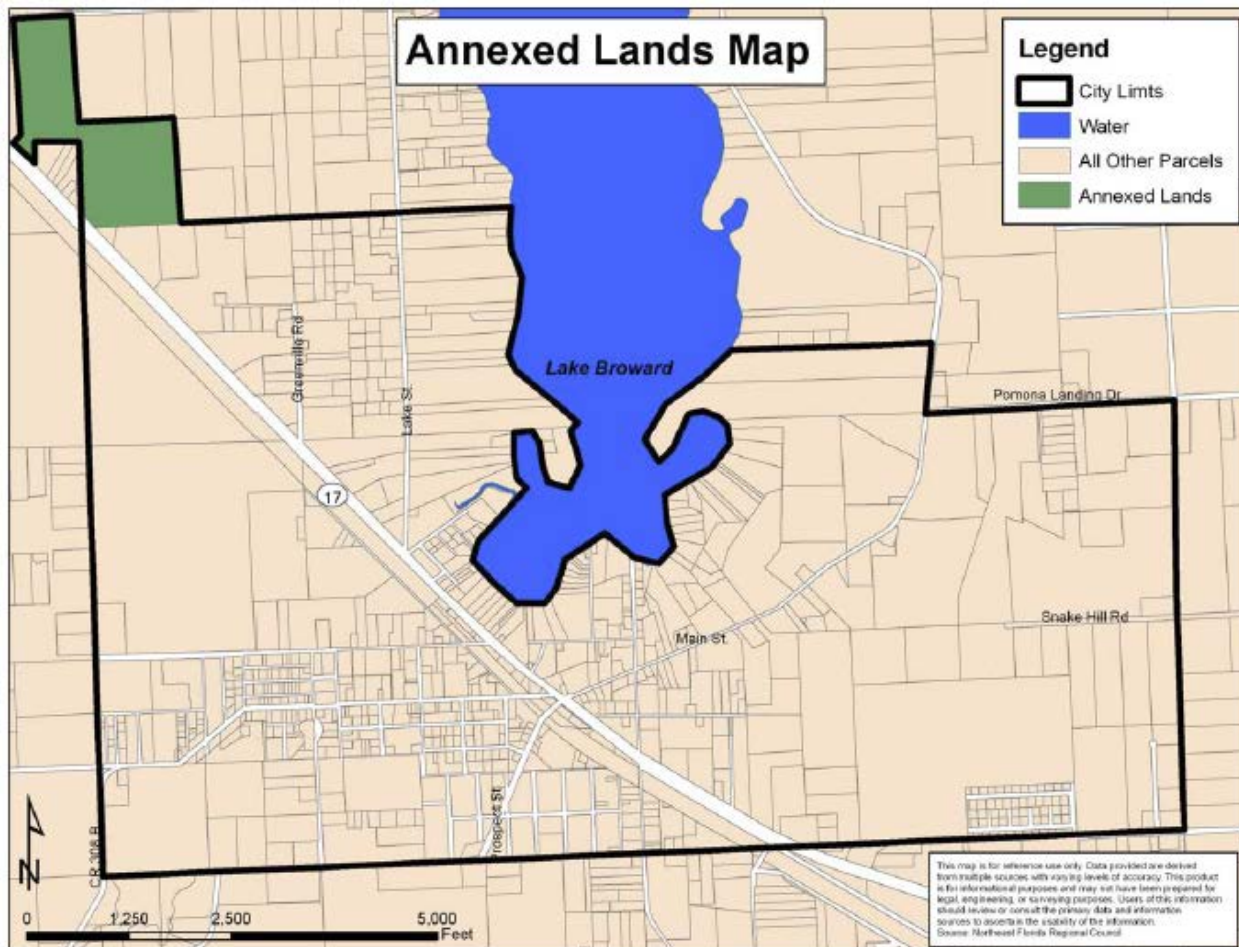 Annexed Lands Map
Legend
City Limts
Water
All Other Parcels
Annexed Lands
Lake Broward
Greenville Rd
Lake St.
Pomona Landing Dr
17
Snake Hill Rd
Main St.
Prospect St.
CR 308 B
N
0 1,250 2,500 5,000
Feet
This map is for reference use only. Data provided are derived
from multiple sources with varying levels of accuracy. This product
is for informational purposes and may not have been prepared for
legal, engineering, or surveying purposes. Users of this information
should review or consult the primary data and information
sources to ascertain the usability of the information.
Source: Northeast Florida Regional Council